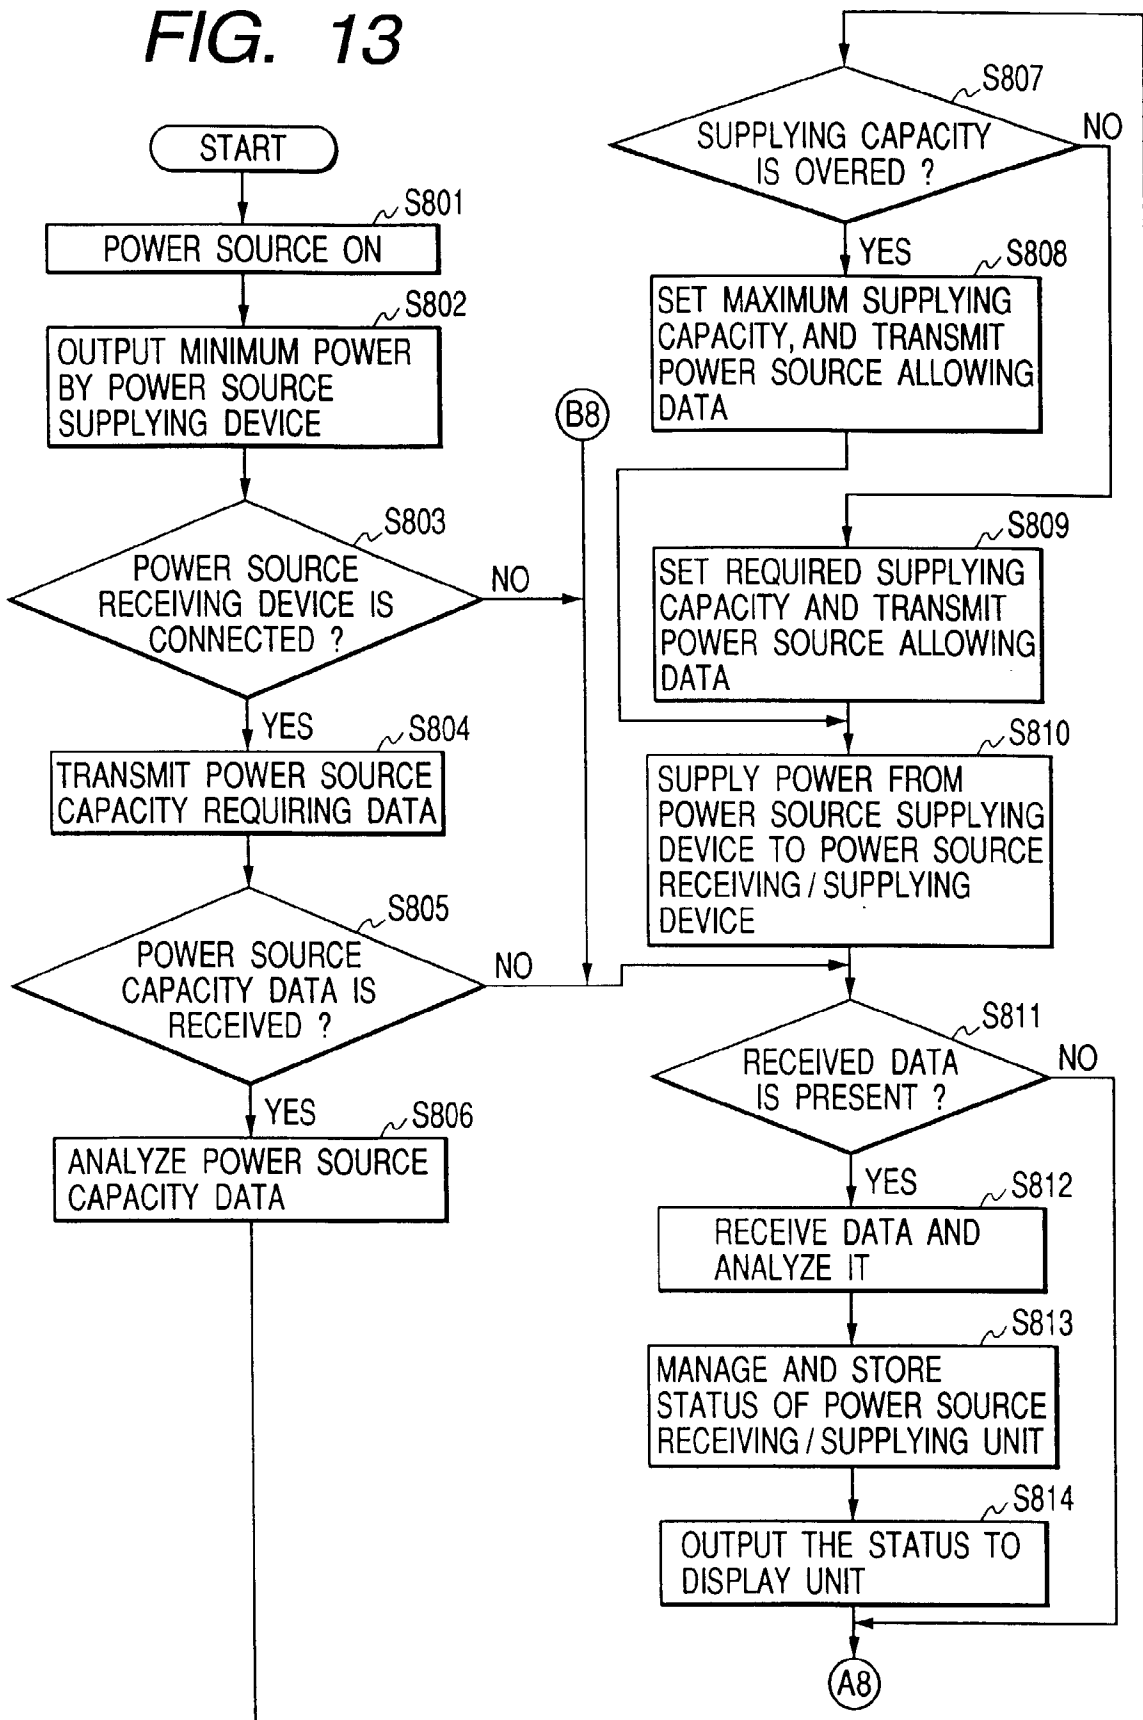 FIG. 13
START
S801
POWER SOURCE ON
S802
OUTPUT MINIMUM POWER
BY POWER SOURCE
SUPPLYING DEVICE
S803
POWER SOURCE
RECEIVING DEVICE IS
CONNECTED ?
NO
YES
S804
TRANSMIT POWER SOURCE
CAPACITY REQUIRING DATA
S805
POWER SOURCE
CAPACITY DATA IS
RECEIVED ?
NO
YES
S806
ANALYZE POWER SOURCE
CAPACITY DATA
B8
S807
SUPPLYING CAPACITY
IS OVERED ?
NO
YES
S808
SET MAXIMUM SUPPLYING
CAPACITY, AND TRANSMIT
POWER SOURCE ALLOWING
DATA
S809
SET REQUIRED SUPPLYING
CAPACITY AND TRANSMIT
POWER SOURCE ALLOWING
DATA
S810
SUPPLY POWER FROM
POWER SOURCE SUPPLYING
DEVICE TO POWER SOURCE
RECEIVING / SUPPLYING
DEVICE
S811
RECEIVED DATA
IS PRESENT ?
NO
YES
S812
RECEIVE DATA AND
ANALYZE IT
S813
MANAGE AND STORE
STATUS OF POWER SOURCE
RECEIVING / SUPPLYING UNIT
S814
OUTPUT THE STATUS TO
DISPLAY UNIT
A8